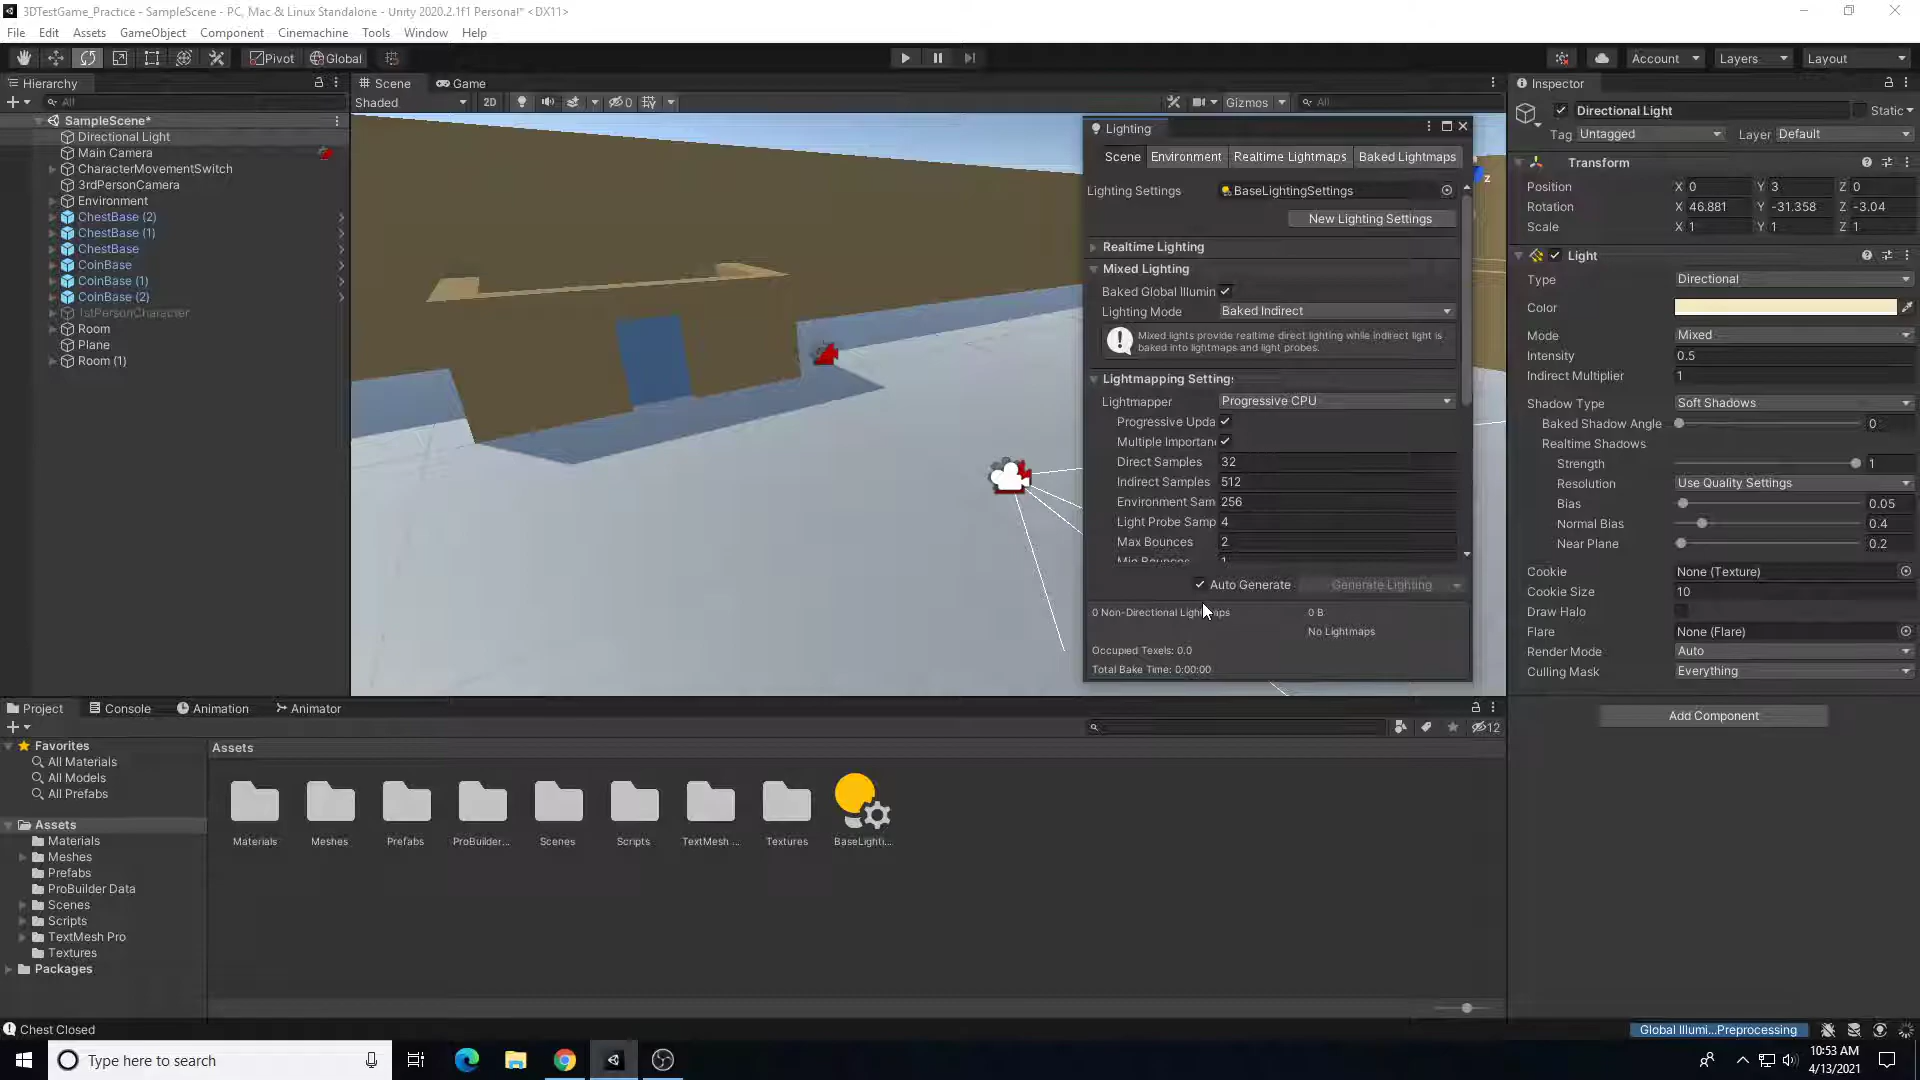 3DTestGame_Practice - SampleScene - PC, Mac & Linux Standalone - Unity 2020.2.1f1 Personal* <DX11>
File Edit Assets GameObject Component Cinemachine Tools Window Help
Pivot Global Account Layers Layout
Hierarchy
All
SampleScene*
Directional Light
Main Camera
CharacterMovementSwitch
3rdPersonCamera
Environment
ChestBase (2)
ChestBase (1)
ChestBase
CoinBase
CoinBase (1)
CoinBase (2)
1stPersonCharacter
Room
Plane
Room (1)
Scene Game
Shaded 2D 0 Gizmos All
z
Lighting
Scene Environment Realtime Lightmaps Baked Lightmaps
Lighting Settings BaseLightingSettings
New Lighting Settings
Realtime Lighting
Mixed Lighting
Baked Global Illumin
Lighting Mode Baked Indirect
Mixed lights provide realtime direct lighting while indirect light is
baked into lightmaps and light probes.
Lightmapping Settings
Lightmapper Progressive CPU
Progressive Upda
Multiple Importan
Direct Samples 32
Indirect Samples 512
Environment Sam 256
Light Probe Samp 4
Max Bounces 2
Min Bounces 1
Auto Generate Generate Lighting
0 Non-Directional Lightmaps 0 B
No Lightmaps
Occupied Texels: 0.0
Total Bake Time: 0:00:00
Inspector
Directional Light Static
Tag Untagged Layer Default
Transform
Position X 0 Y 3 Z 0
Rotation X 46.881 Y -31.358 Z -3.04
Scale X 1 Y 1 Z 1
Light
Type Directional
Color
Mode Mixed
Intensity 0.5
Indirect Multiplier 1
Shadow Type Soft Shadows
Baked Shadow Angle 0
Realtime Shadows
Strength 1
Resolution Use Quality Settings
Bias 0.05
Normal Bias 0.4
Near Plane 0.2
Cookie None (Texture)
Cookie Size 10
Draw Halo
Flare None (Flare)
Render Mode Auto
Culling Mask Everything
Add Component
Project Console Animation Animator
12
Favorites
All Materials
All Models
All Prefabs
Assets
Materials
Meshes
Prefabs
ProBuilder Data
Scenes
Scripts
TextMesh Pro
Textures
Packages
Assets
Materials Meshes Prefabs ProBuilder... Scenes Scripts TextMesh ... Textures BaseLighti...
Chest Closed
Global Illumi...Preprocessing
Type here to search
10:53 AM
4/13/2021